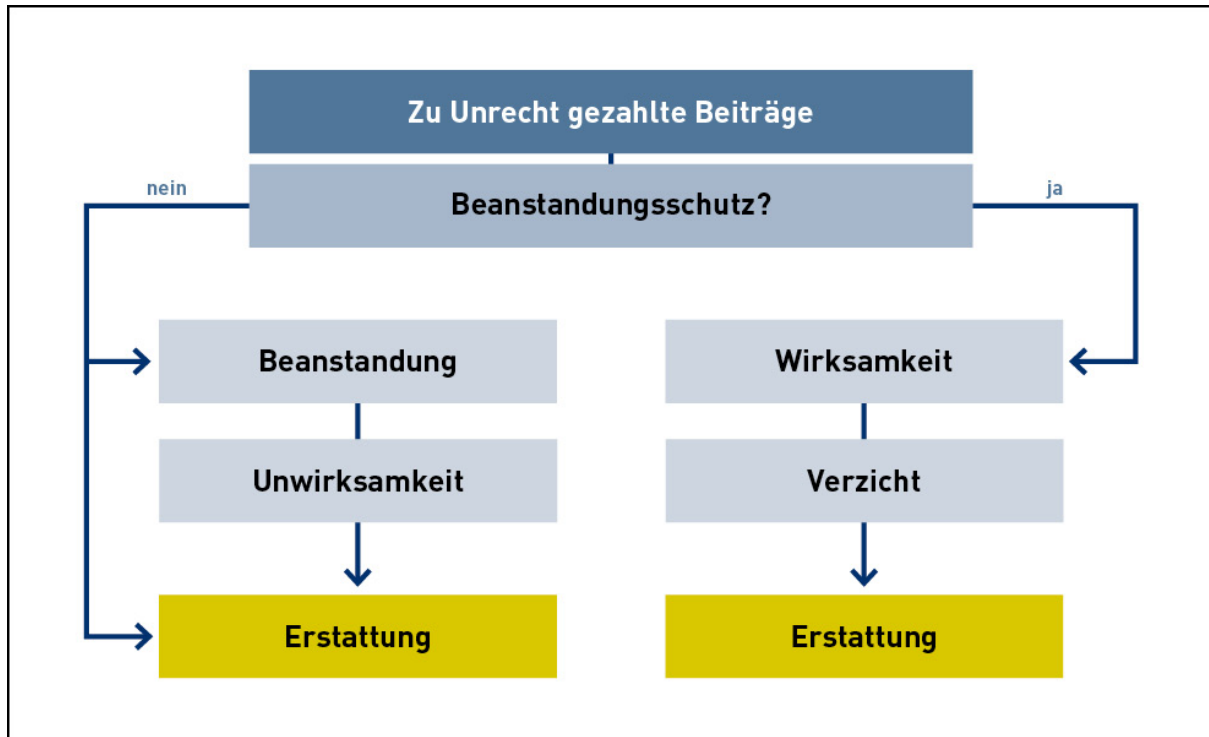 Zu Unrecht gezahlte Beiträge
nein
Beanstandungsschutz?
ja
Beanstandung
Wirksamkeit
Unwirksamkeit
Verzicht
Erstattung
Erstattung